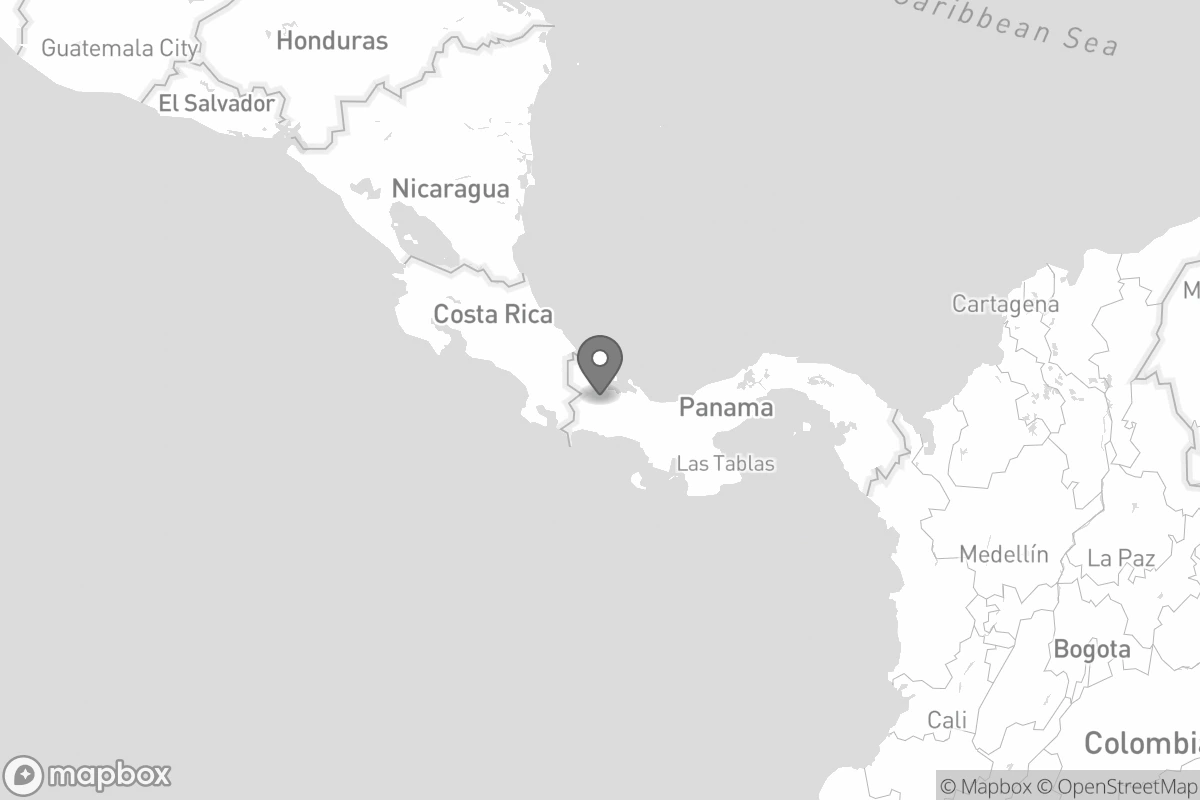 Caribbean Sea
Honduras
Guatemala City
El Salvador
Nicaragua
Costa Rica
Cartagena
M
Panama
Las Tablas
Medellín
La Paz
Bogota
Cali
Colombi
mapbox
© Mapbox © OpenStreetMap